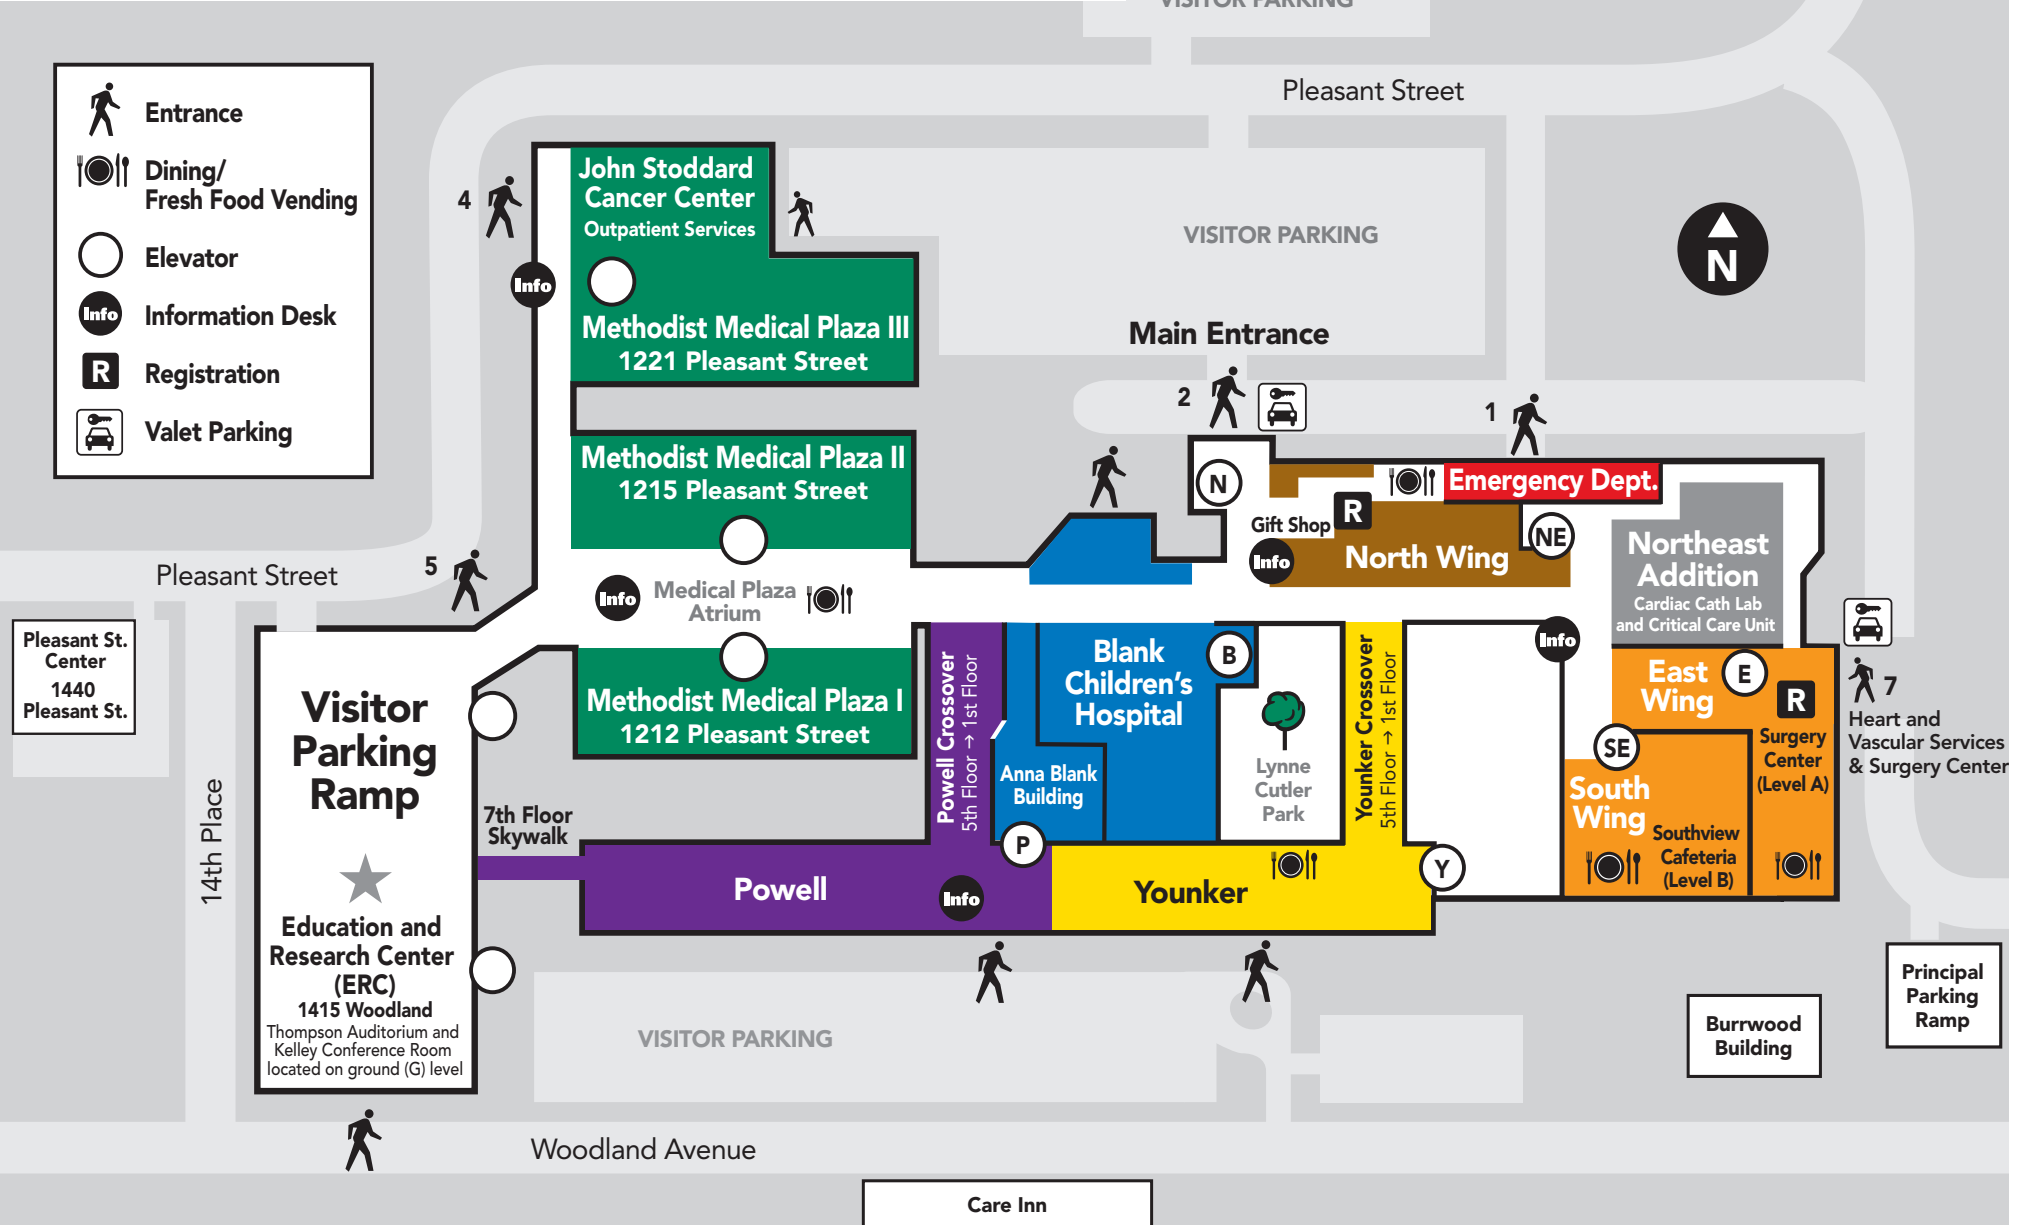 VISITOR PARKING
Pleasant Street
Entrance
Dining/
Fresh Food Vending
Elevator
Info
Information Desk
R
Registration
Valet Parking
4
John Stoddard
Cancer Center
Outpatient Services
Info
Methodist Medical Plaza III
1221 Pleasant Street
VISITOR PARKING
N
Main Entrance
2
1
Methodist Medical Plaza II
1215 Pleasant Street
N
Emergency Dept.
Gift Shop
R
Info
North Wing
NE
Northeast
Addition
Cardiac Cath Lab
and Critical Care Unit
Pleasant Street
5
Info
Medical Plaza
Atrium
Info
Pleasant St.
Center
1440
Pleasant St.
Visitor
Parking
Ramp
Methodist Medical Plaza I
1212 Pleasant Street
Powell Crossover
5th Floor → 1st Floor
Blank
Children's
Hospital
B
Anna Blank
Building
Lynne
Cutler
Park
Younker Crossover
5th Floor → 1st Floor
East
Wing
E
R
7
Heart and
Vascular Services
& Surgery Center
SE
Surgery
Center
(Level A)
South
Wing
Southview
Cafeteria
(Level B)
14th Place
7th Floor
Skywalk
P
Y
Powell
Info
Younker
Education and
Research Center
(ERC)
1415 Woodland
Thompson Auditorium and
Kelley Conference Room
located on ground (G) level
VISITOR PARKING
Burrwood
Building
Principal
Parking
Ramp
Woodland Avenue
Care Inn